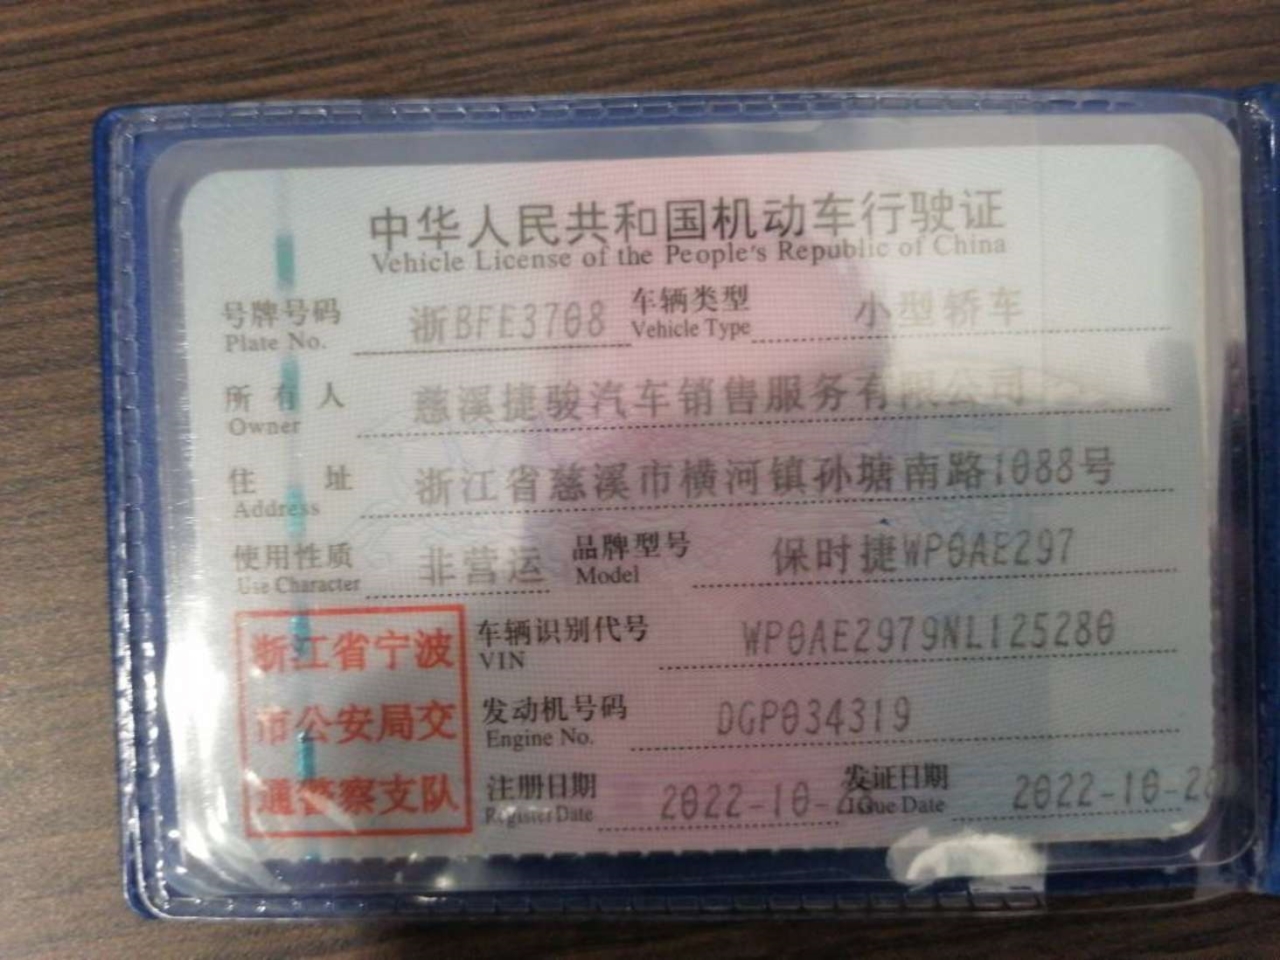 中华人民共和国机动车行驶证
Vehicle License of the People's Republic of China
号牌号码 浙BFE3708 车辆类型 小型轿车
Plate No. Vehicle Type
所有人 慈溪捷骏汽车销售服务有限公司
Owner
住址 浙江省慈溪市横河镇孙塘南路1088号
Address
使用性质 非营运 品牌型号 保时捷WP0AE297
Use Character Model
浙江省宁波
市公安局交
通警察支队
车辆识别代号 WP0AE2979NL125280
VIN
发动机号码 DGP034319
Engine No.
注册日期 2022-10- 发证日期 2022-10-28
Register Date Issue Date